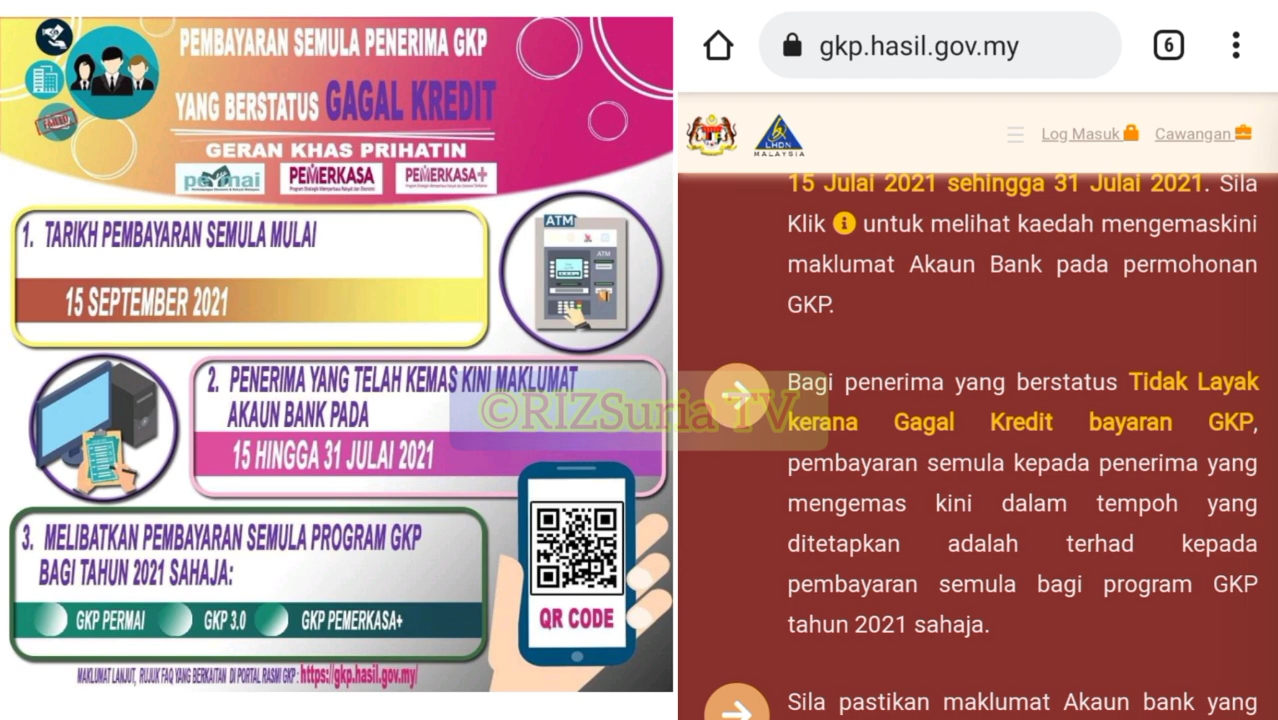 PEMBAYARAN SEMULA PENERIMA GKP
YANG BERSTATUS GAGAL KREDIT
GERAN KHAS PRIHATIN
PEMERKASA
PEMERKASA+
1. TARIKH PEMBAYARAN SEMULA MULAI
15 SEPTEMBER 2021
ATM
ATM
2. PENERIMA YANG TELAH KEMAS KINI MAKLUMAT
AKAUN BANK PADA
15 HINGGA 31 JULAI 2021
3. MELIBATKAN PEMBAYARAN SEMULA PROGRAM GKP
BAGI TAHUN 2021 SAHAJA:
GKP PERMAI
GKP 3.0
GKP PEMERKASA+
QR CODE
MAKLUMAT LANJUT, RUJUK FAQ YANG BERKAITAN DI PORTAL RASMI GKP : https://gkp.hasil.gov.my/
©RIZSuria TV
gkp.hasil.gov.my
6
LHDN
MALAYSIA
Log Masuk
Cawangan
15 Julai 2021 sehingga 31 Julai 2021. Sila
Klik i untuk melihat kaedah mengemaskini
maklumat Akaun Bank pada permohonan
GKP.
Bagi penerima yang berstatus Tidak Layak
kerana Gagal Kredit bayaran GKP,
pembayaran semula kepada penerima yang
mengemas kini dalam tempoh yang
ditetapkan adalah terhad kepada
pembayaran semula bagi program GKP
tahun 2021 sahaja.
Sila pastikan maklumat Akaun bank yang